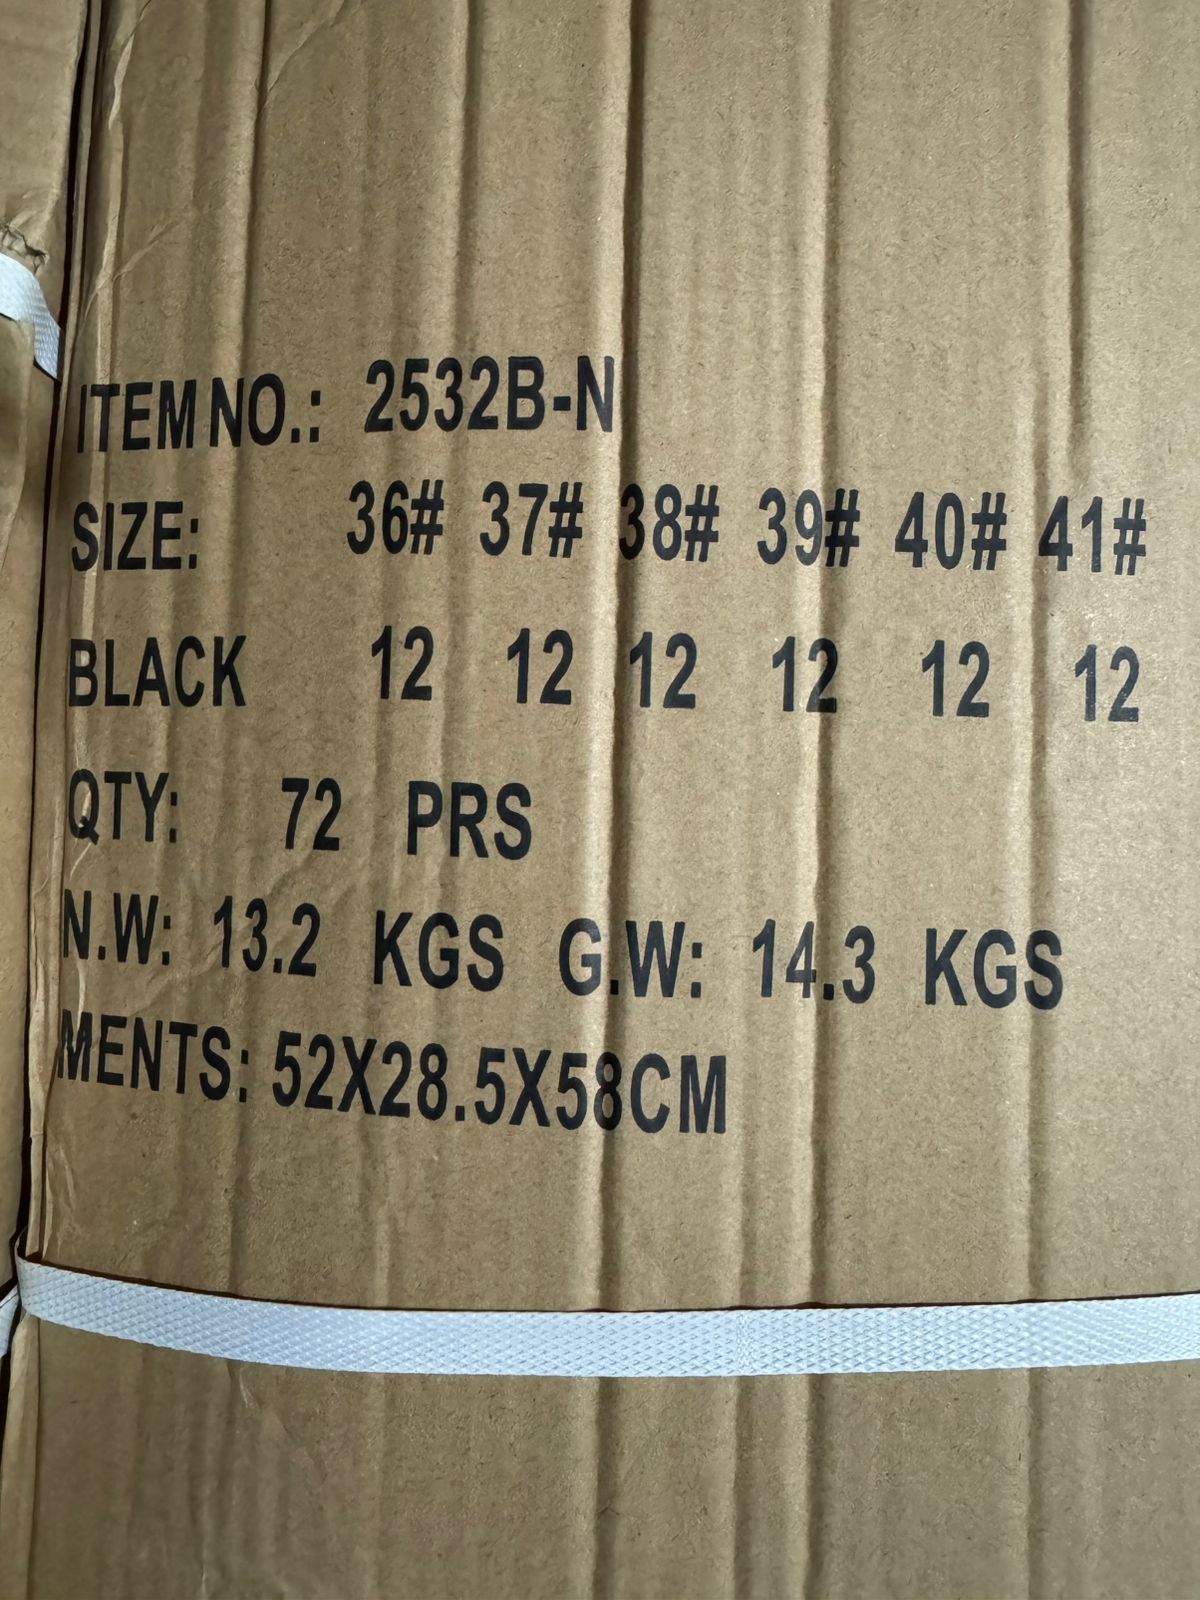 ITEM NO.: 2532B-N
SIZE: 36# 37# 38# 39# 40# 41#
BLACK 12 12 12 12 12 12
QTY: 72 PRS
N.W: 13.2 KGS G.W: 14.3 KGS
MENTS: 52X28.5X58CM